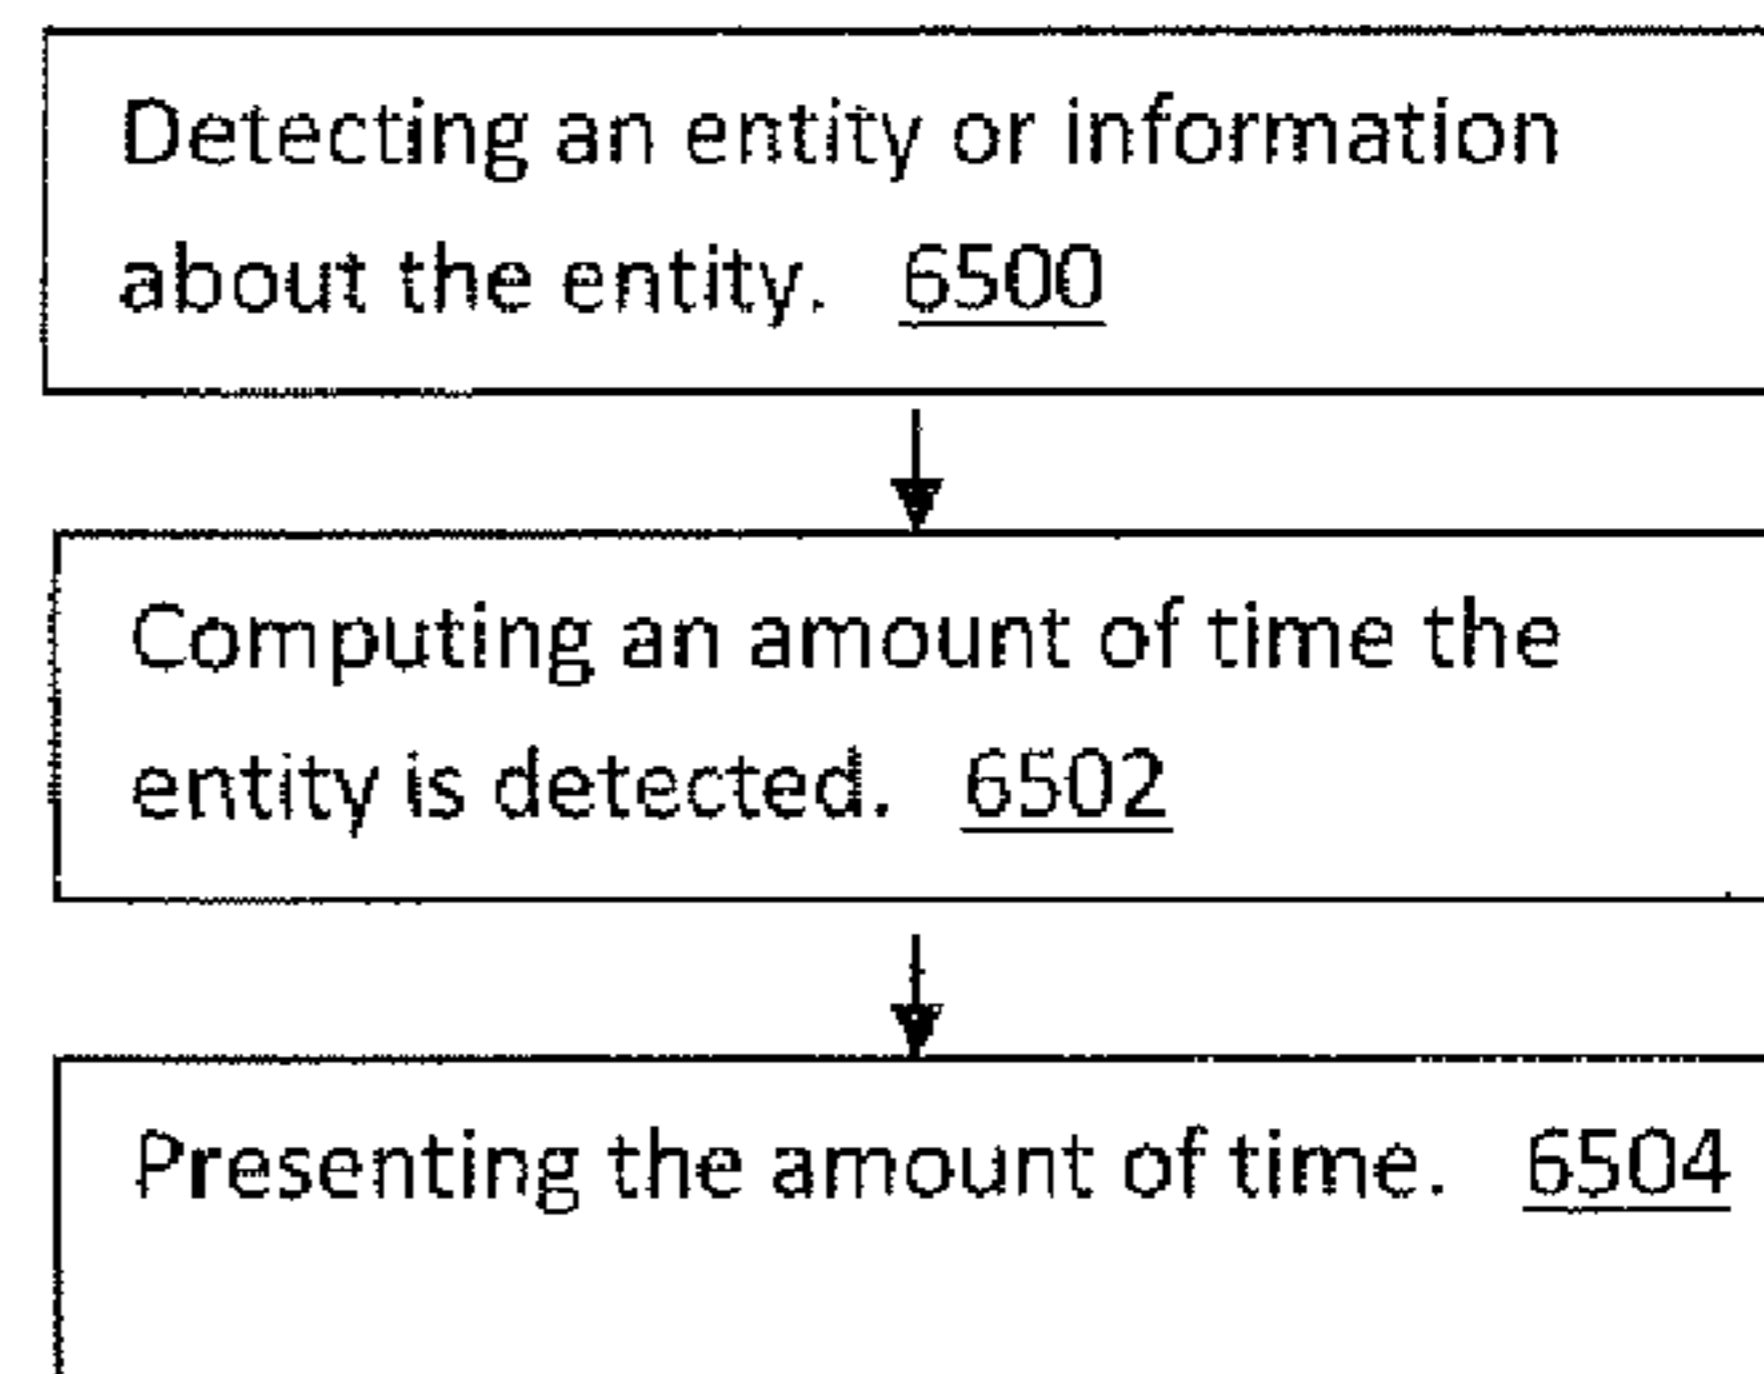 Detecting an entity or information
about the entity. 6500
Computing an amount of time the
entity is detected. 6502
Presenting the amount of time. 6504